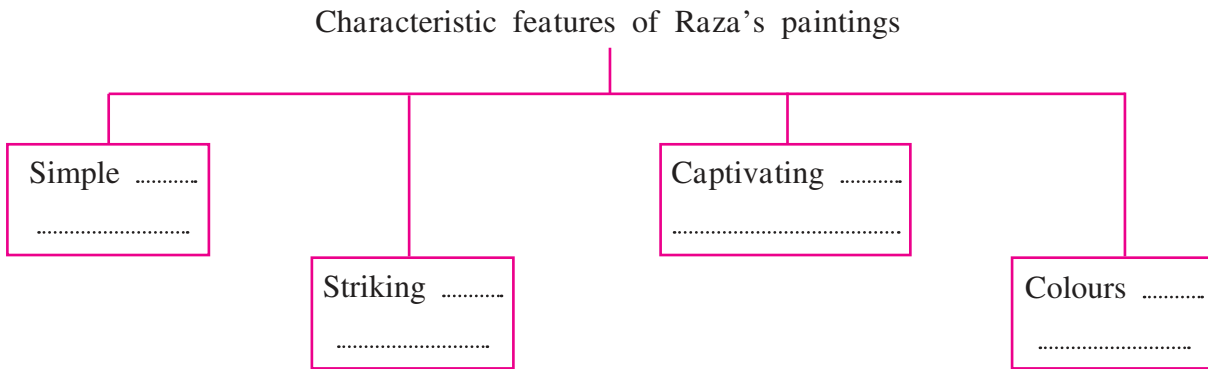 Characteristic features of Raza's paintings
Simple ............
..............................
Captivating ............
.............................................
Striking ............
..............................
Colours ............
..............................